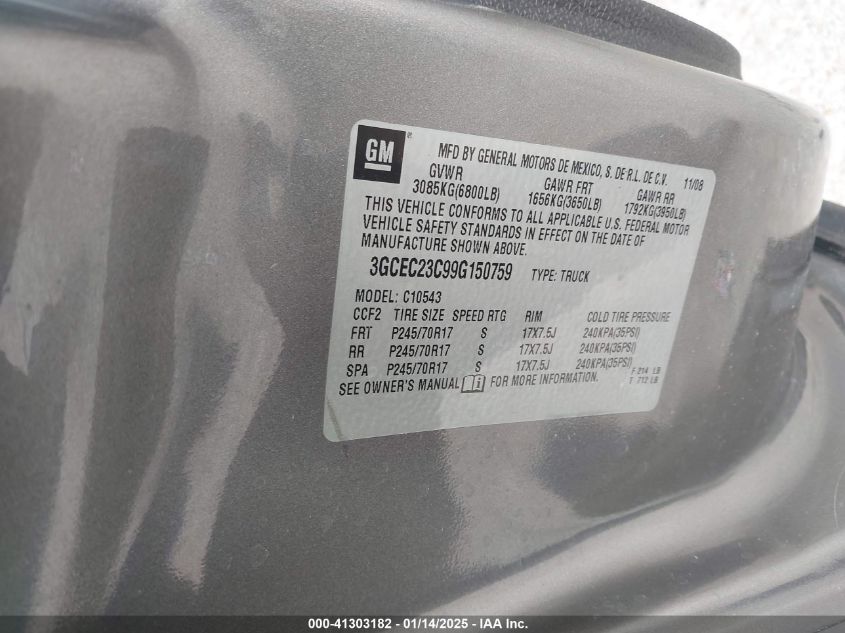 GM
MFD BY GENERAL MOTORS DE MEXICO, S. DE R.L. DE C.V. 11/08
GVWR GAWR FRT GAWR RR
3085KG(6800LB) 1656KG(3650LB) 1792KG(3950LB)
THIS VEHICLE CONFORMS TO ALL APPLICABLE U.S. FEDERAL MOTOR
VEHICLE SAFETY STANDARDS IN EFFECT ON THE DATE OF
MANUFACTURE SHOWN ABOVE.
3GCEC23C99G150759 TYPE: TRUCK
MODEL: C10543
CCF2 TIRE SIZE SPEED RTG RIM COLD TIRE PRESSURE
FRT P245/70R17 S 17X7.5J 240KPA(35PSI)
RR P245/70R17 S 17X7.5J 240KPA(35PSI)
SPA P245/70R17 S 17X7.5J 240KPA(35PSI)
F 214 LB
SEE OWNER'S MANUAL FOR MORE INFORMATION. T 712 LB
000-41303182 - 01/14/2025 - IAA Inc.